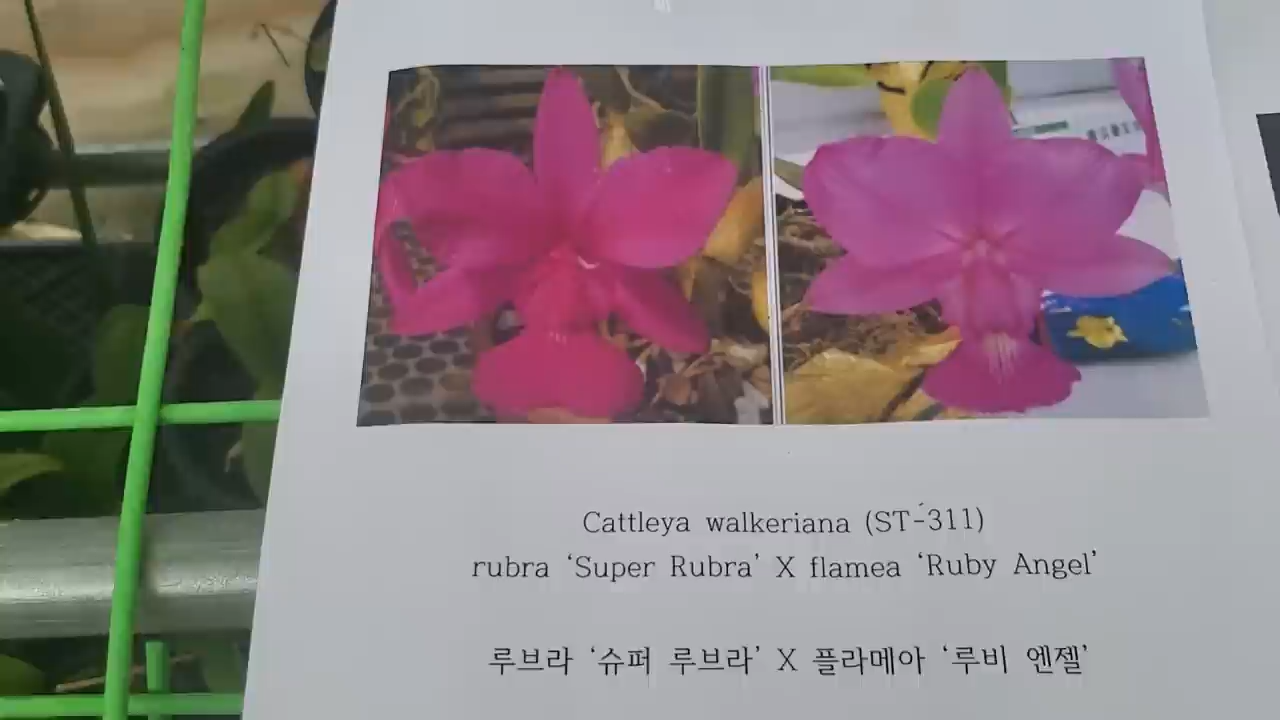 Cattleya walkeriana (ST-311)
rubra ‘Super Rubra’ X flamea ‘Ruby Angel’
루브라 ‘슈퍼 루브라’ X 플라메아 ‘루비 엔젤’